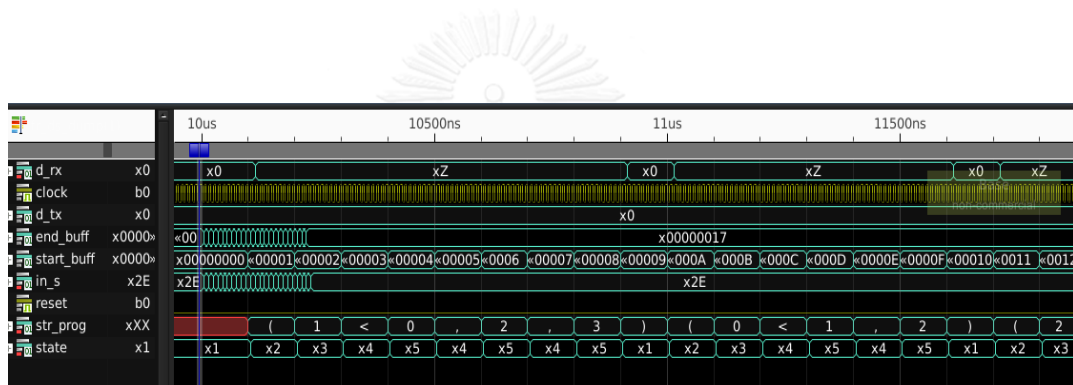 10us 10500ns 11us 11500ns
d_rx x0 x0 xZ x0 xZ x0 xZ
clock b0
d_tx x0 x0
end_buff x0000» «00 x00000017
start_buff x0000» x00000000 «00001 «00002 «00003 «00004 «00005 «0006 «00007 «00008 «00009 «000A «000B «000C «000D «0000E «0000F «00010 «0011 «0012
in_s x2E x2E x2E
reset b0
str_prog xXX ( 1 < 0 , 2 , 3 ) ( 0 < 1 , 2 ) ( 2
state x1 x1 x2 x3 x4 x5 x4 x5 x4 x5 x1 x2 x3 x4 x5 x4 x5 x1 x2 x3
non-commercial